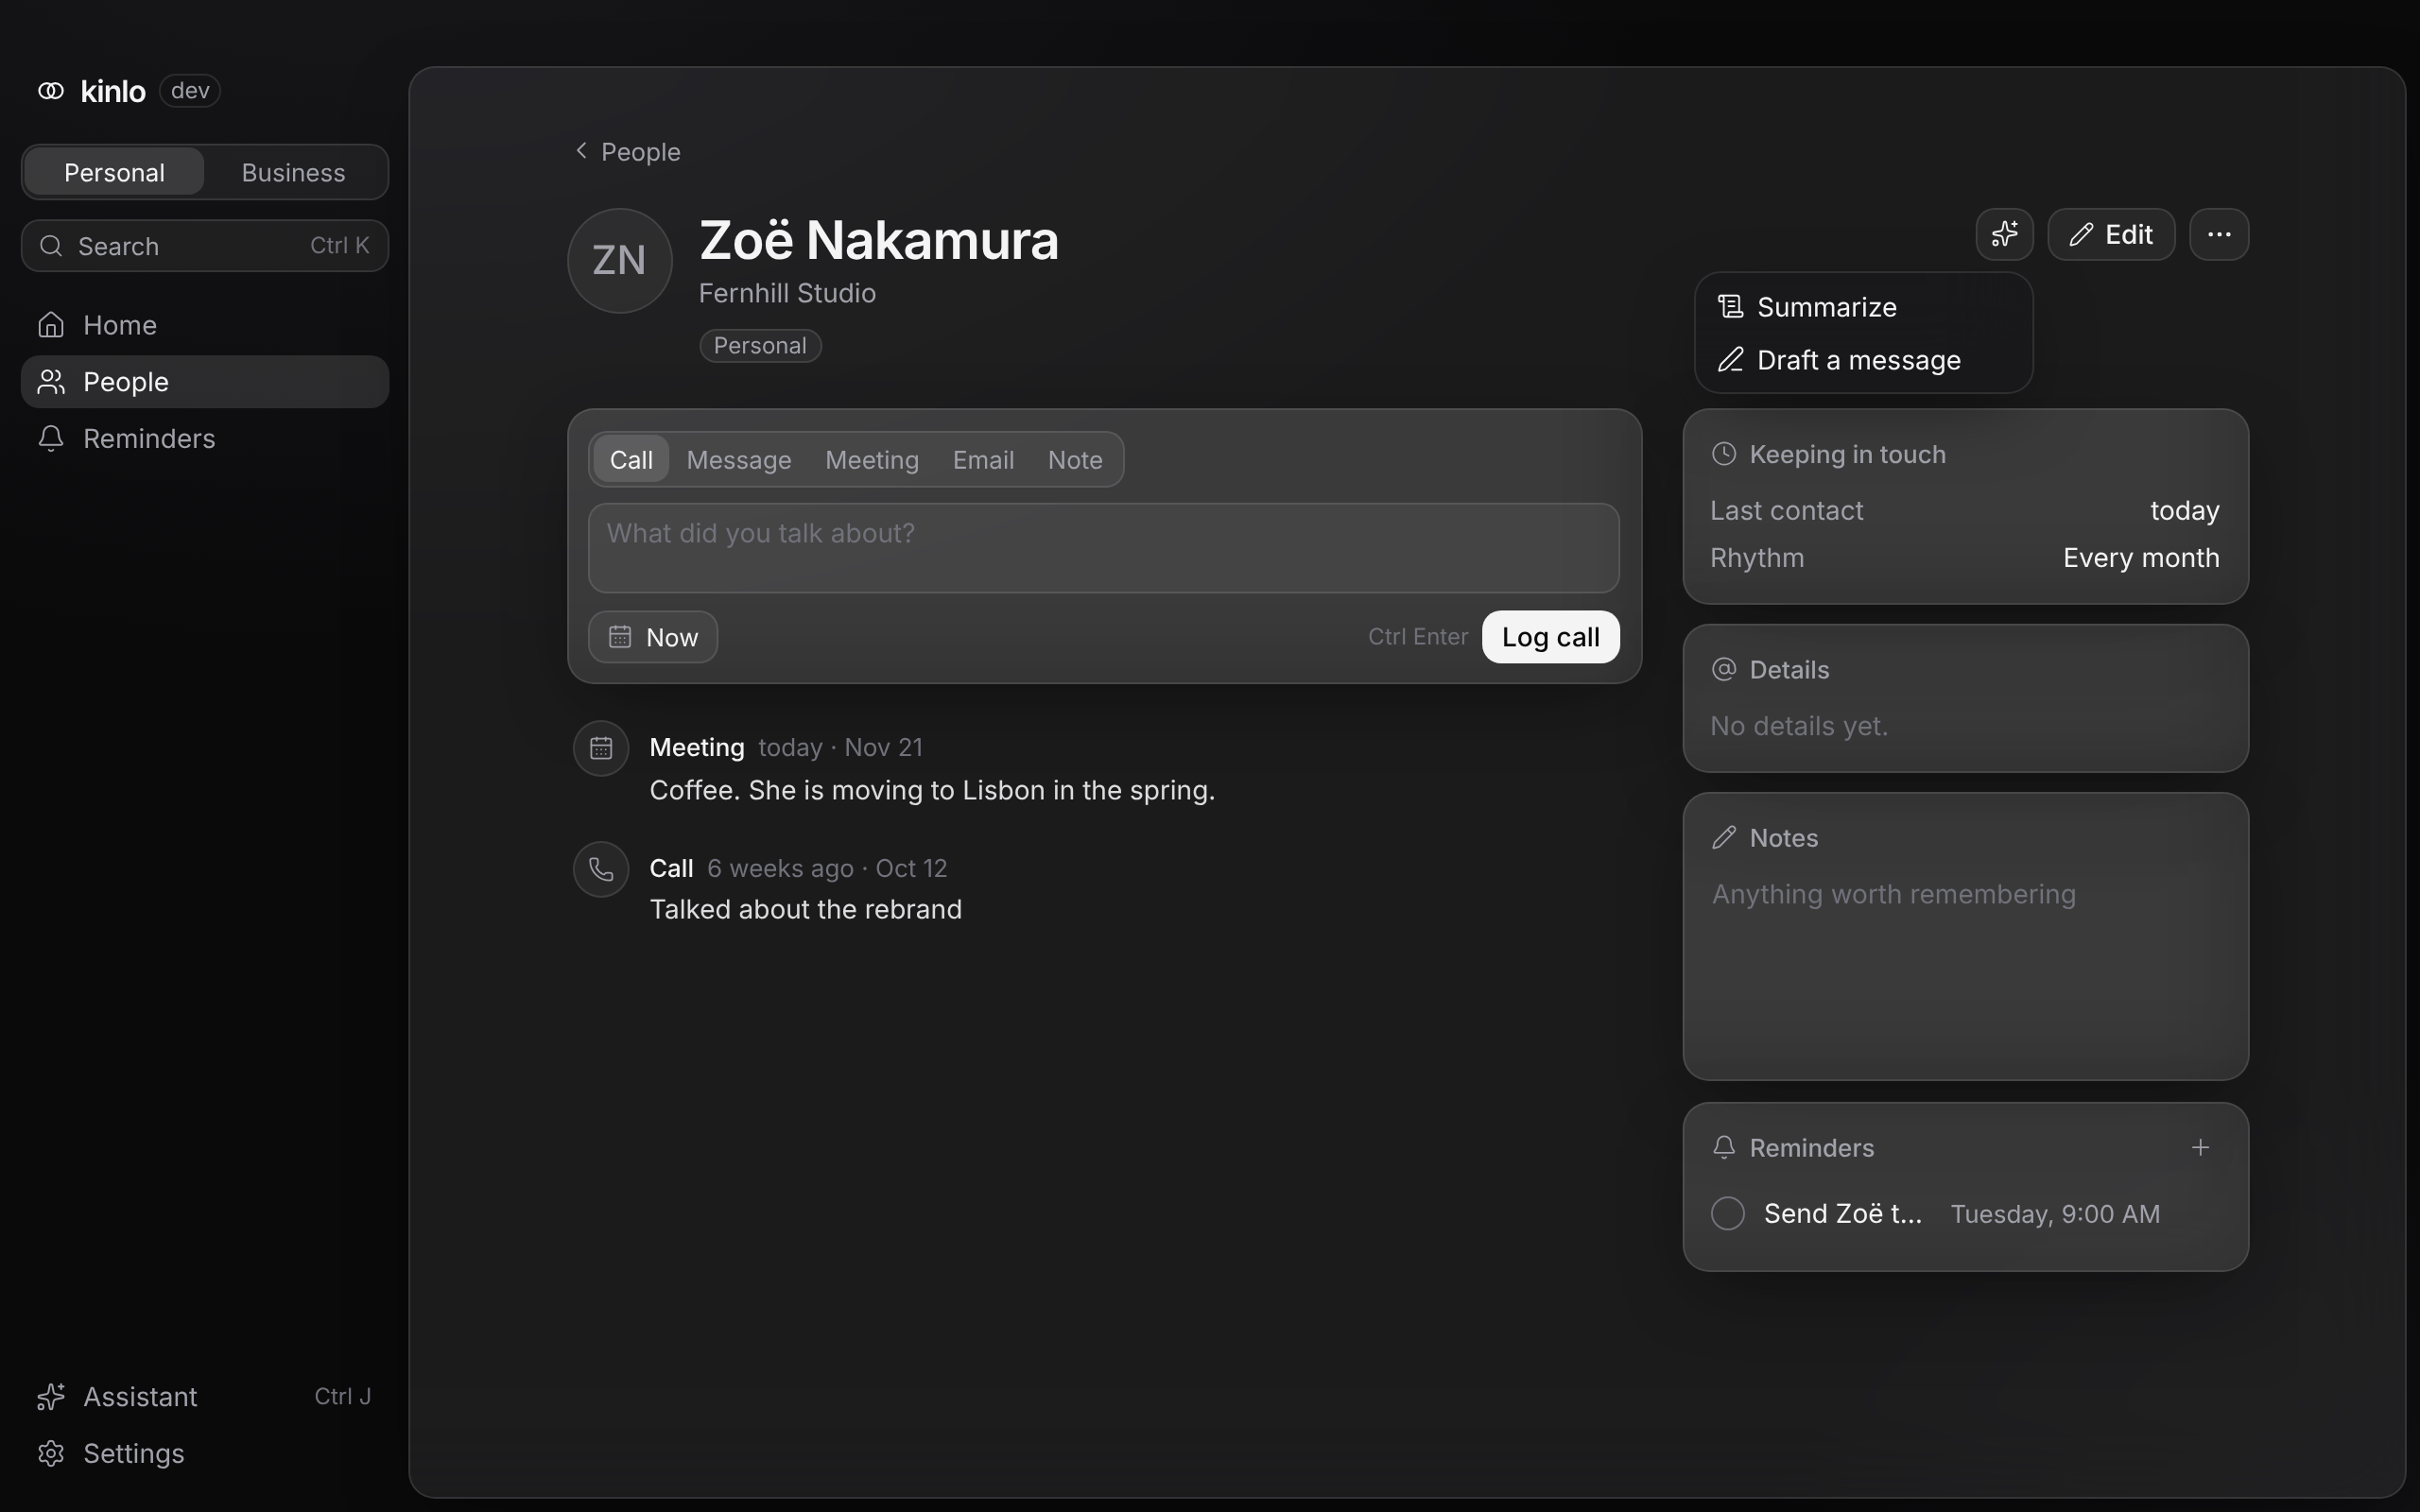 kinlo dev
Personal Business
Search Ctrl K
Home
People
Reminders
Assistant Ctrl J
Settings
People
ZN
Zoë Nakamura
Fernhill Studio
Personal
Edit
Summarize
Draft a message
Call Message Meeting Email Note
What did you talk about?
Now Ctrl Enter Log call
Meeting today · Nov 21
Coffee. She is moving to Lisbon in the spring.
Call 6 weeks ago · Oct 12
Talked about the rebrand
Keeping in touch
Last contact today
Rhythm Every month
Details
No details yet.
Notes
Anything worth remembering
Reminders
Send Zoë t... Tuesday, 9:00 AM